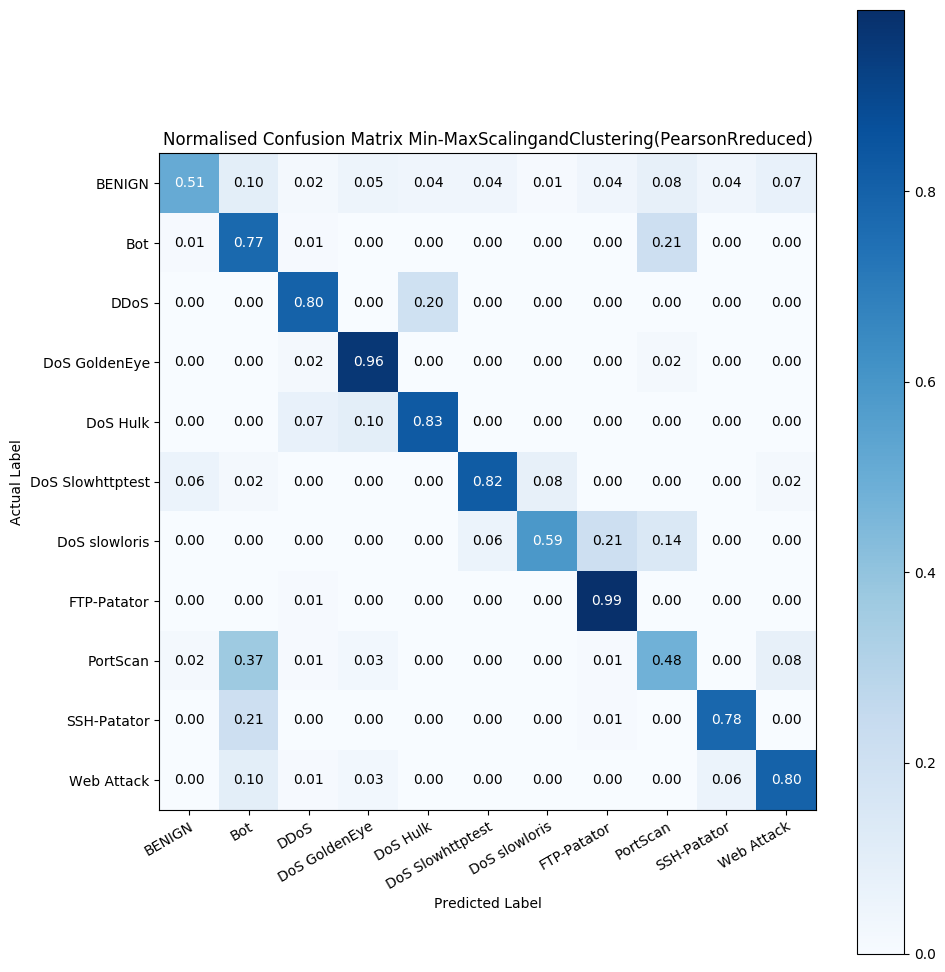 Normalised Confusion Matrix Min-MaxScalingandClustering(PearsonRreduced)
BENIGN 0.51 0.10 0.02 0.05 0.04 0.04 0.01 0.04 0.08 0.04 0.07
Bot 0.01 0.77 0.01 0.00 0.00 0.00 0.00 0.00 0.21 0.00 0.00
DDoS 0.00 0.00 0.80 0.00 0.20 0.00 0.00 0.00 0.00 0.00 0.00
DoS GoldenEye 0.00 0.00 0.02 0.96 0.00 0.00 0.00 0.00 0.02 0.00 0.00
DoS Hulk 0.00 0.00 0.07 0.10 0.83 0.00 0.00 0.00 0.00 0.00 0.00
DoS Slowhttptest 0.06 0.02 0.00 0.00 0.00 0.82 0.08 0.00 0.00 0.00 0.02
DoS slowloris 0.00 0.00 0.00 0.00 0.00 0.06 0.59 0.21 0.14 0.00 0.00
FTP-Patator 0.00 0.00 0.01 0.00 0.00 0.00 0.00 0.99 0.00 0.00 0.00
PortScan 0.02 0.37 0.01 0.03 0.00 0.00 0.00 0.01 0.48 0.00 0.08
SSH-Patator 0.00 0.21 0.00 0.00 0.00 0.00 0.00 0.01 0.00 0.78 0.00
Web Attack 0.00 0.10 0.01 0.03 0.00 0.00 0.00 0.00 0.00 0.06 0.80
Actual Label
BENIGN Bot DDoS DoS GoldenEye DoS Hulk DoS Slowhttptest DoS slowloris FTP-Patator PortScan SSH-Patator Web Attack
Predicted Label
0.8
0.6
0.4
0.2
0.0